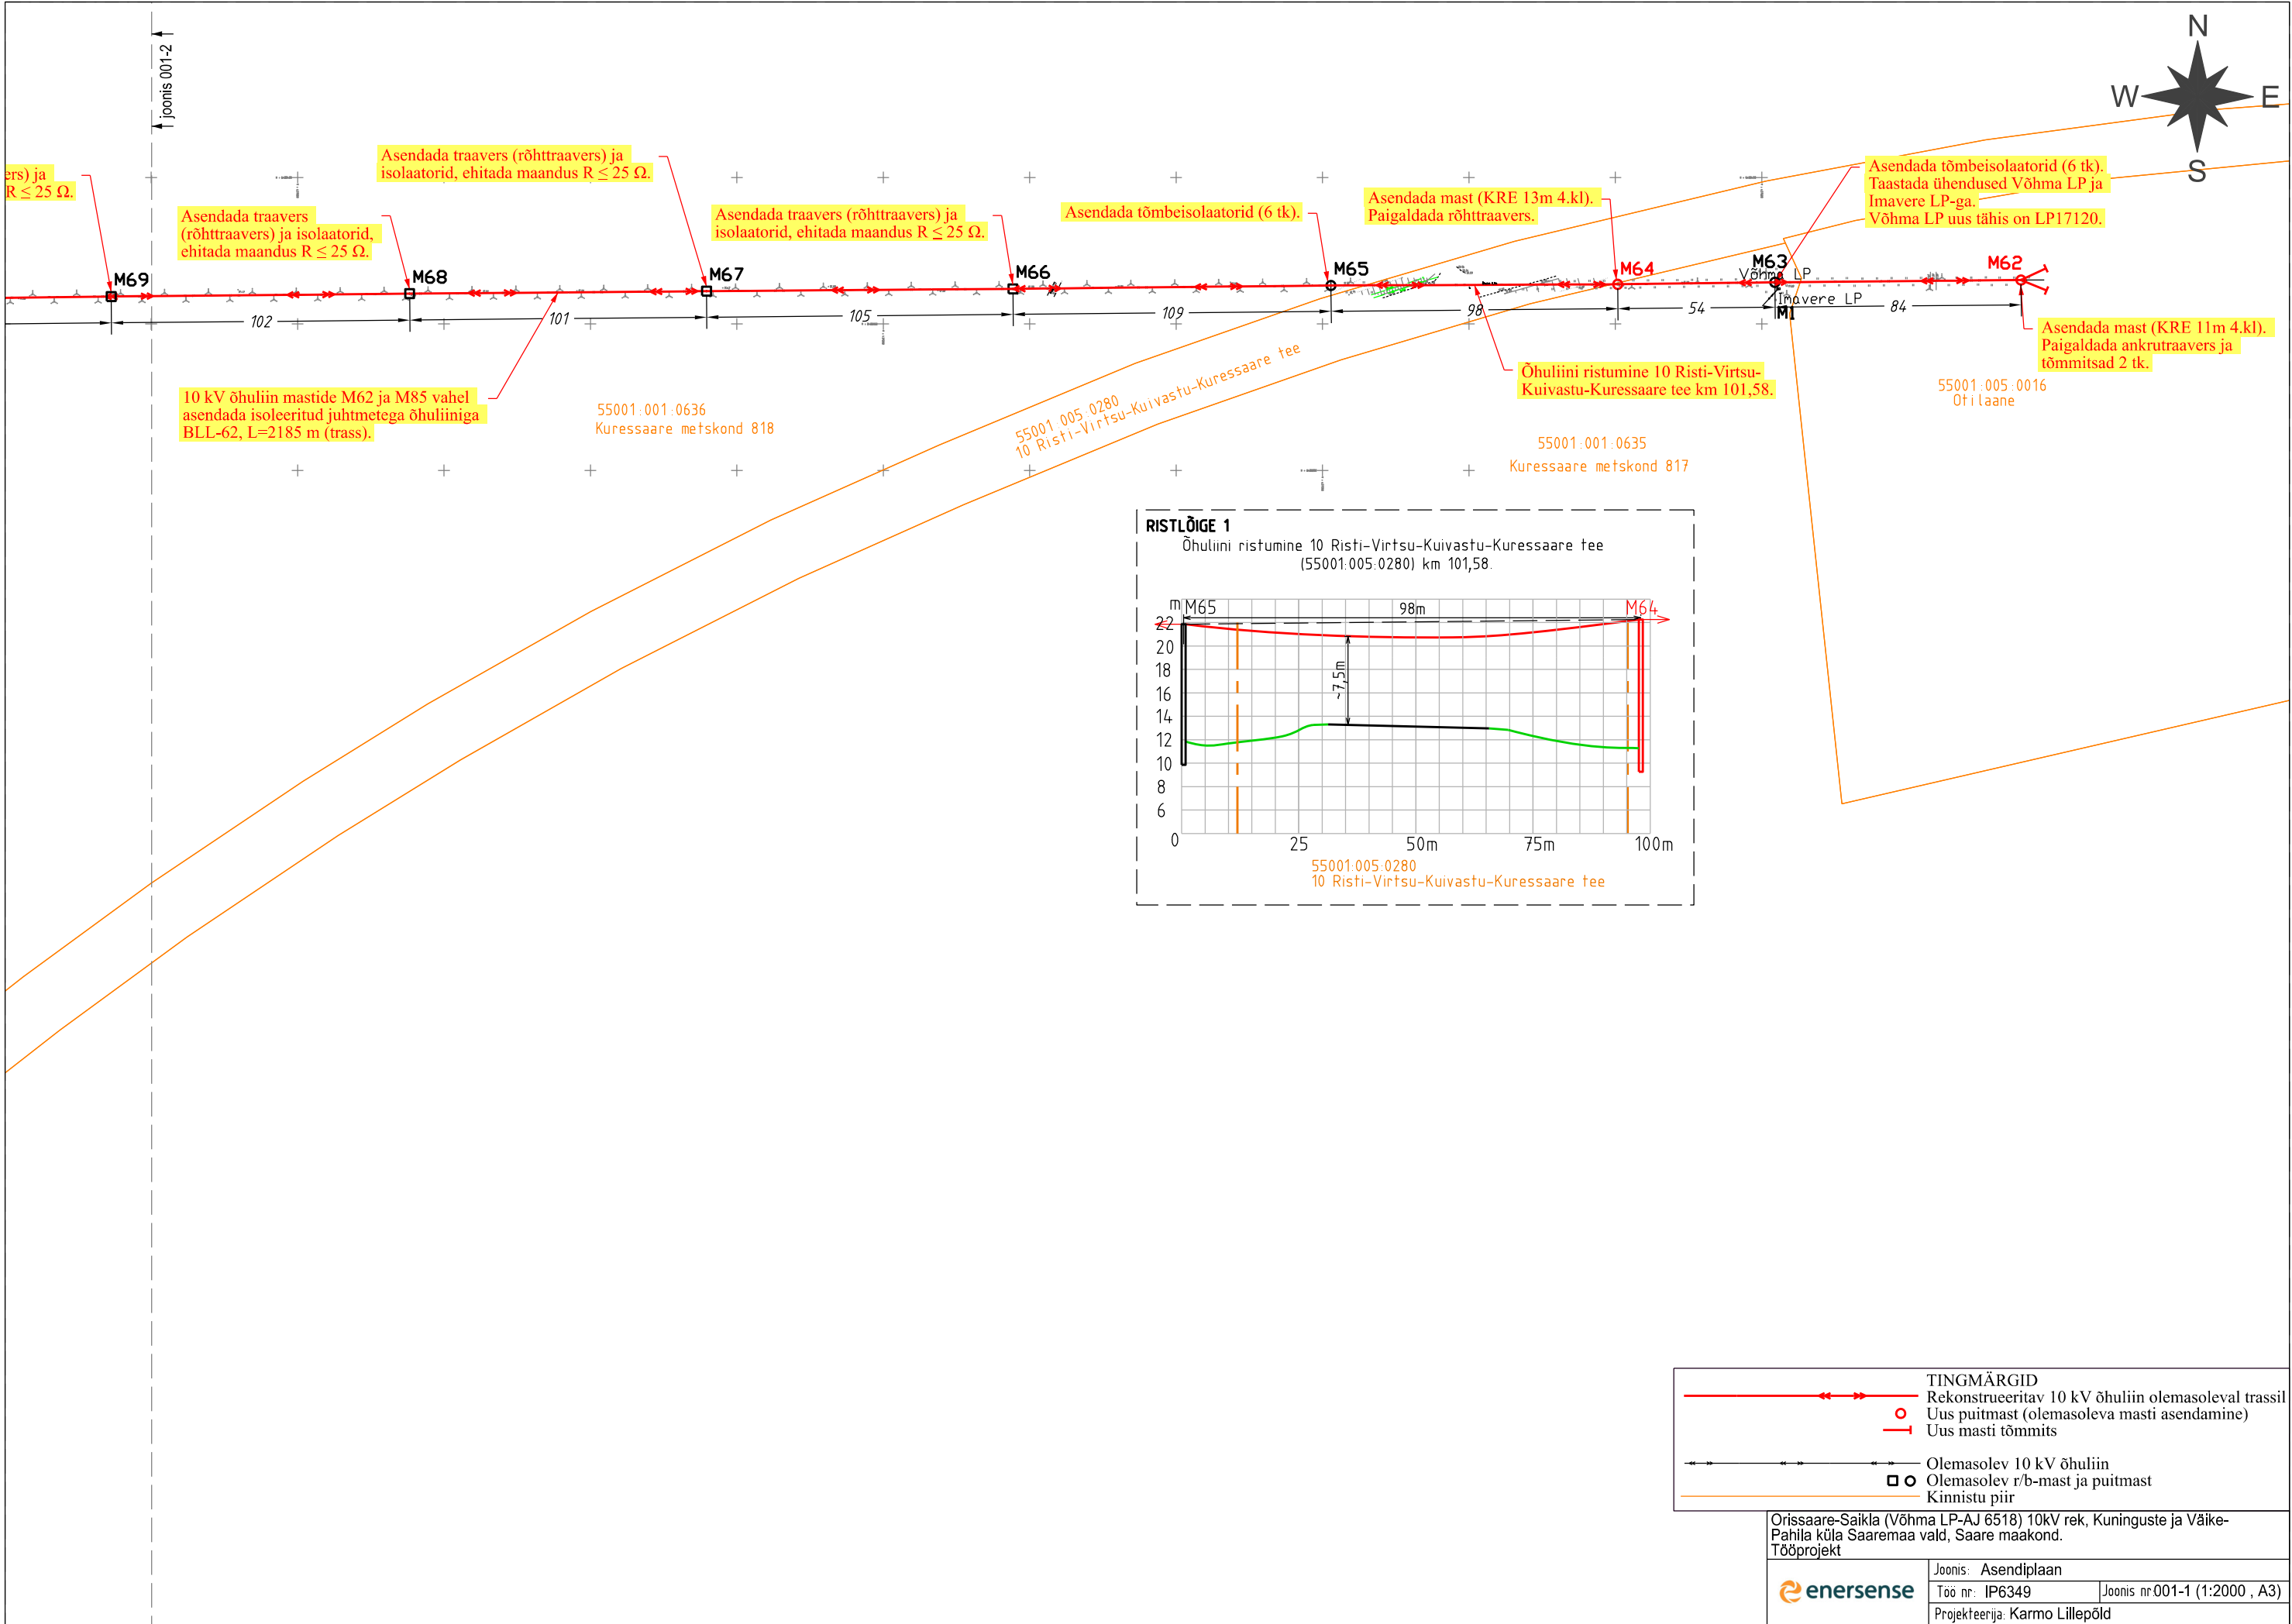 joonis 001-2
N
W
E
S
ers) ja
R ≤ 25 Ω.
Asendada traavers (rõhttraavers) ja
isolaatorid, ehitada maandus R ≤ 25 Ω.
Asendada traavers
(rõhttraavers) ja isolaatorid,
ehitada maandus R ≤ 25 Ω.
Asendada traavers (rõhttraavers) ja
isolaatorid, ehitada maandus R ≤ 25 Ω.
Asendada tõmbeisolaatorid (6 tk).
Asendada mast (KRE 13m 4.kl).
Paigaldada rõhttraavers.
Asendada tõmbeisolaatorid (6 tk).
Taastada ühendused Võhma LP ja
Imavere LP-ga.
Võhma LP uus tähis on LP17120.
M69
M68
M67
M66
M65
M64
M63
M62
Võhma LP
Imavere LP
M1
102
101
105
109
98
54
84
Asendada mast (KRE 11m 4.kl).
Paigaldada ankrutraavers ja
tõmmitsad 2 tk.
10 kV õhuliin mastide M62 ja M85 vahel
asendada isoleeritud juhtmetega õhuliiniga
BLL-62, L=2185 m (trass).
Õhuliini ristumine 10 Risti-Virtsu-
Kuivastu-Kuressaare tee km 101,58.
55001:001:0636
Kuressaare metskond 818
55001:005:0280
10 Risti-Virtsu-Kuivastu-Kuressaare tee
55001:001:0635
Kuressaare metskond 817
55001:005:0016
Otilaane
RISTLÕIGE 1
Õhuliini ristumine 10 Risti-Virtsu-Kuivastu-Kuressaare tee
(55001:005:0280) km 101,58.
m
M65
98m
M64
22
20
18
16
14
12
10
8
6
~7,5m
0
25
50m
75m
100m
55001:005:0280
10 Risti-Virtsu-Kuivastu-Kuressaare tee
TINGMÄRGID
Rekonstrueeritav 10 kV õhuliin olemasoleval trassil
Uus puitmast (olemasoleva masti asendamine)
Uus masti tõmmits
Olemasolev 10 kV õhuliin
Olemasolev r/b-mast ja puitmast
Kinnistu piir
Orissaare-Saikla (Võhma LP-AJ 6518) 10kV rek, Kuninguste ja Väike-
Pahila küla Saaremaa vald, Saare maakond.
Tööprojekt
enersense
Joonis: Asendiplaan
Töö nr: IP6349
Joonis nr:001-1 (1:2000 , A3)
Projekteerija: Karmo Lillepõld